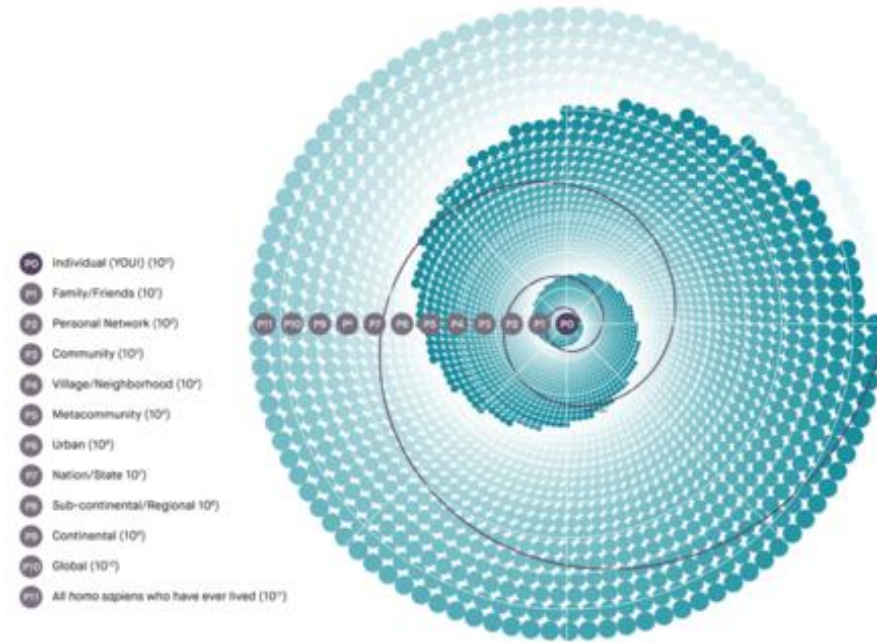 P0 Individual (YOU!) (10⁰)
P1 Family/Friends (10¹)
P2 Personal Network (10²)
P3 Community (10³)
P4 Village/Neighborhood (10⁴)
P5 Metacommunity (10⁵)
P6 Urban (10⁶)
P7 Nation/State 10⁷)
P8 Sub-continental/Regional 10⁸)
P9 Continental (10⁹)
P10 Global (10¹⁰)
P11 All homo sapiens who have ever lived (10¹¹)
P11 P10 P9 P7 P6 P5 P4 P3 P2 P1 P0